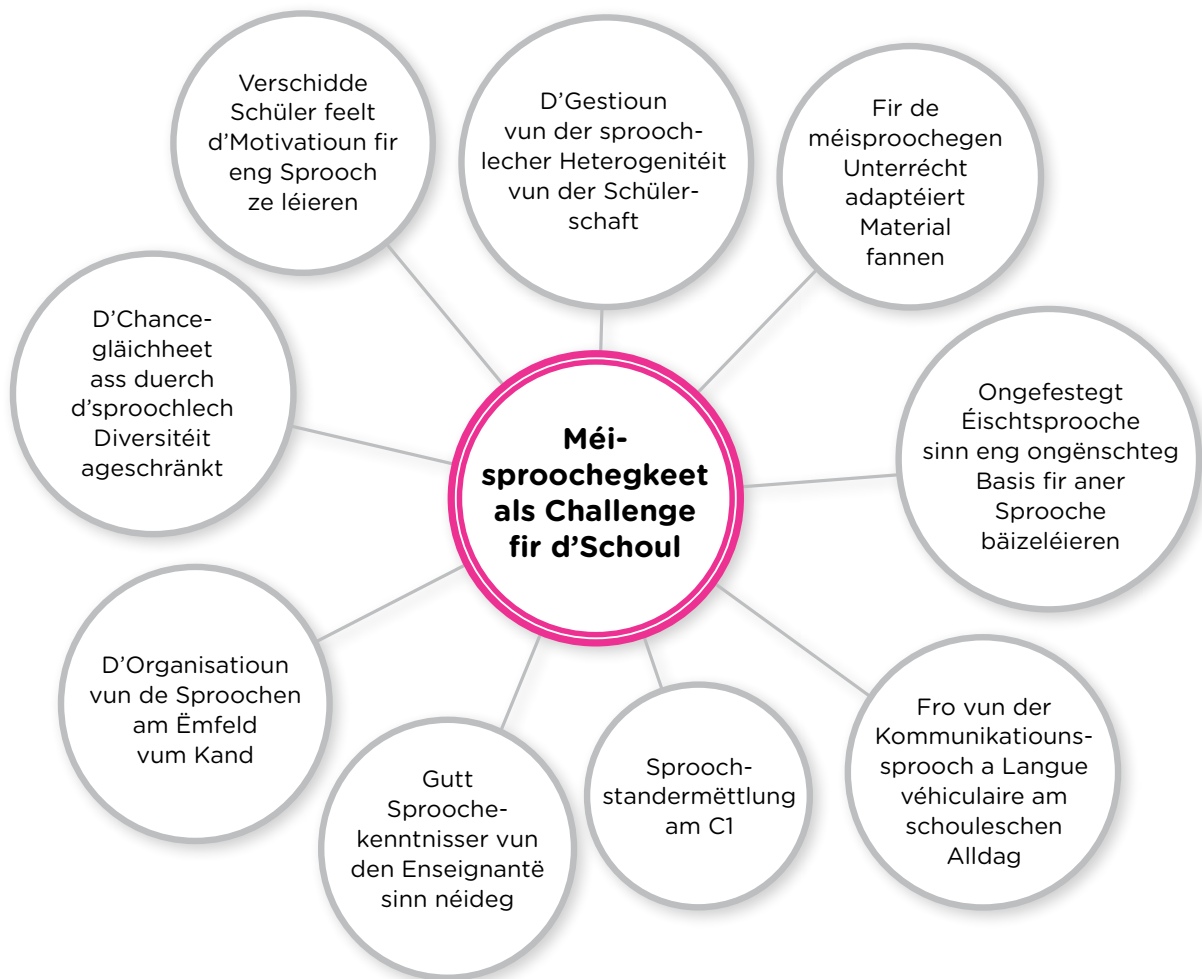 Verschidde
Schüler feelt
d'Motivatioun fir
eng Sprooch
ze léieren
D'Gestioun
vun der sprooch-
lecher Heterogenitéit
vun der Schüler-
schaft
Fir de
méisproochegen
Unterrécht
adaptéiert
Material
fannen
D'Chance-
gläichheet
ass duerch
d'sproochlech
Diversitéit
ageschränkt
Méi-
sproochegkeet
als Challenge
fir d'Schoul
Ongefestegt
Éischtsprooche
sinn eng ongënschteg
Basis fir aner
Sprooche
bäizeléieren
D'Organisatioun
vun de Sproochen
am Ëmfeld
vum Kand
Gutt
Sprooche-
kenntnisser vun
den Enseignantë
sinn néideg
Sprooch-
standermëttlung
am C1
Fro vun der
Kommunikatiouns-
sprooch a Langue
véhiculaire am
schouleschen
Alldag